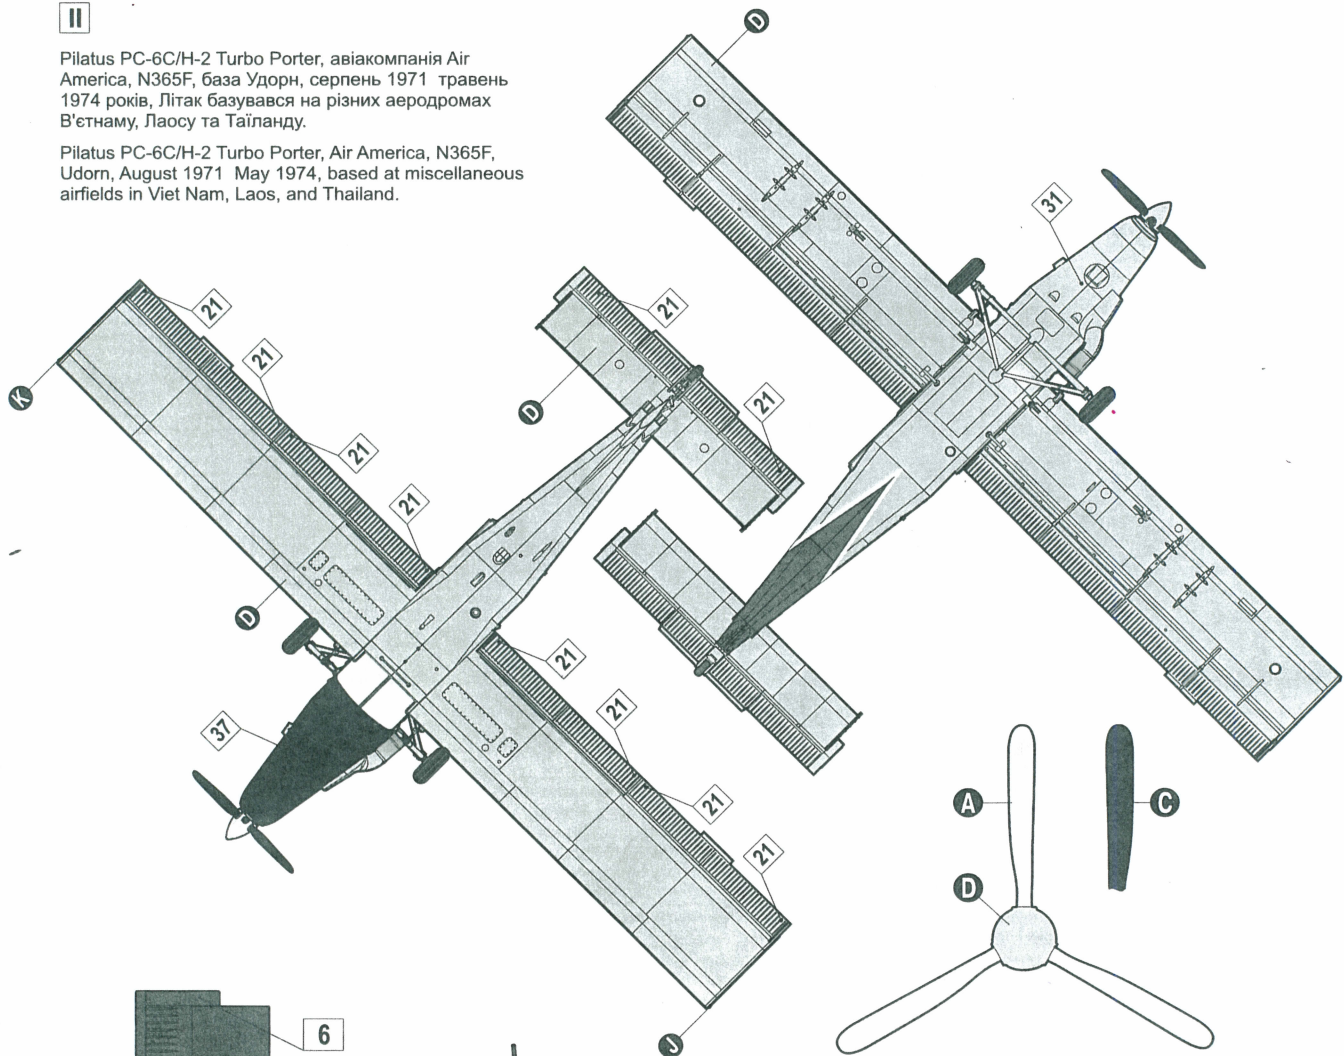 II
Pilatus PC-6C/H-2 Turbo Porter, авіакомпанія Air
America, N365F, база Удорн, серпень 1971 травень
1974 років, Літак базувався на різних аеродромах
В'єтнаму, Лаосу та Таїланду.
Pilatus PC-6C/H-2 Turbo Porter, Air America, N365F,
Udorn, August 1971 May 1974, based at miscellaneous
airfields in Viet Nam, Laos, and Thailand.
D
31
21
21
21
21
K
21
D
21
D
37
21
21
21
21
J
A
C
D
6